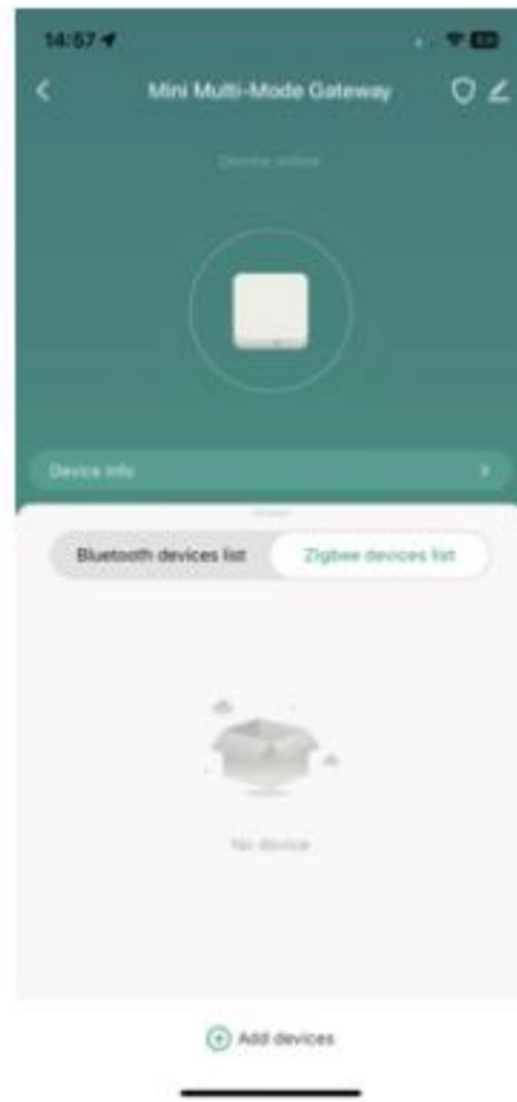 14:57
Mini Multi-Mode Gateway
Device online
Device info
Bluetooth devices list
Zigbee devices list
No device
Add devices